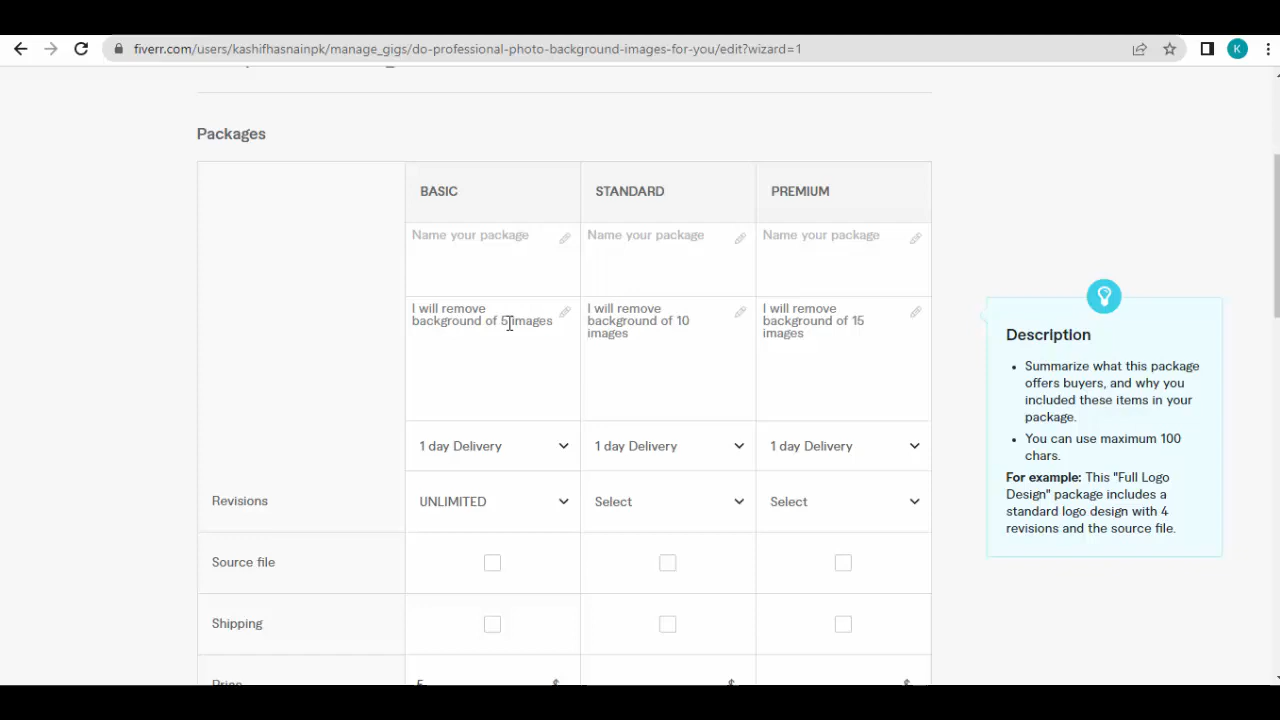 fiverr.com/users/kashifhasnainpk/manage_gigs/do-professional-photo-background-images-for-you/edit?wizard=1
K
Packages
BASIC
STANDARD
PREMIUM
Name your package
Name your package
Name your package
I will remove
background of 5 images
I will remove
background of 10
images
I will remove
background of 15
images
1 day Delivery
1 day Delivery
1 day Delivery
Revisions
UNLIMITED
Select
Select
Source file
Shipping
Price
5
$
$
$
Description
• Summarize what this package
offers buyers, and why you
included these items in your
package.
• You can use maximum 100
chars.
For example: This "Full Logo
Design" package includes a
standard logo design with 4
revisions and the source file.